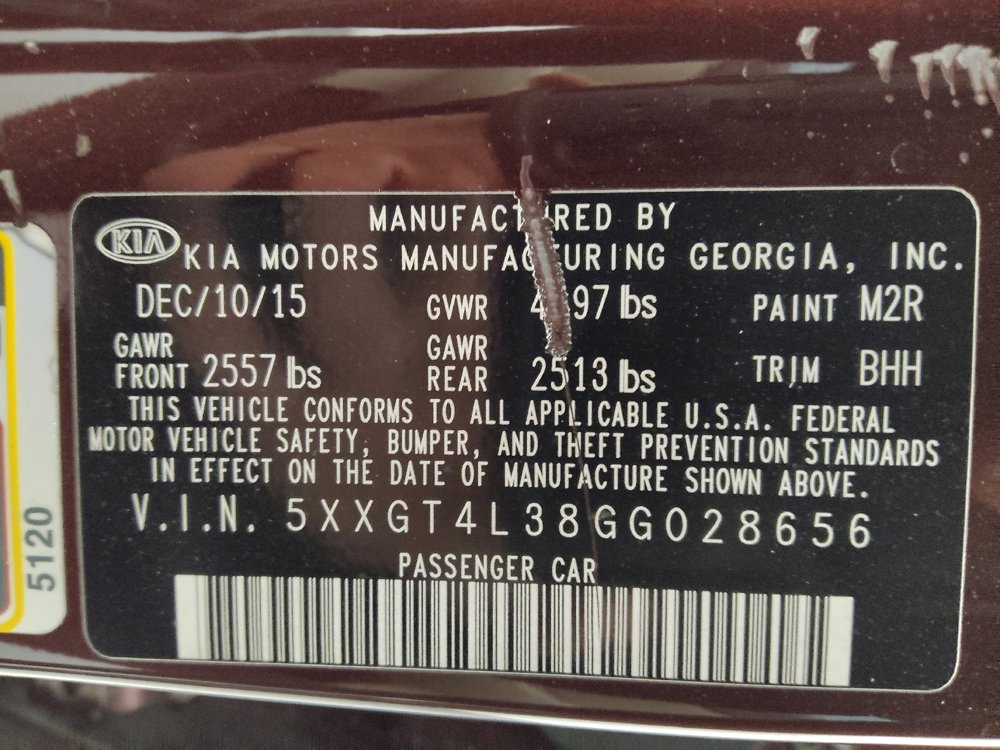 MANUFACTURED BY
KIA
KIA MOTORS MANUFACTURING GEORGIA, INC.
DEC/10/15 GVWR lbs PAINT M2R
GAWR FRONT 2557 lbs GAWR REAR 2513 lbs TRIM BHH
THIS VEHICLE CONFORMS TO ALL APPLICABLE U.S.A. FEDERAL
MOTOR VEHICLE SAFETY, BUMPER, AND THEFT PREVENTION STANDARDS
IN EFFECT ON THE DATE OF MANUFACTURE SHOWN ABOVE.
V.I.N. 5XXGT4L38GG028656
PASSENGER CAR
5120